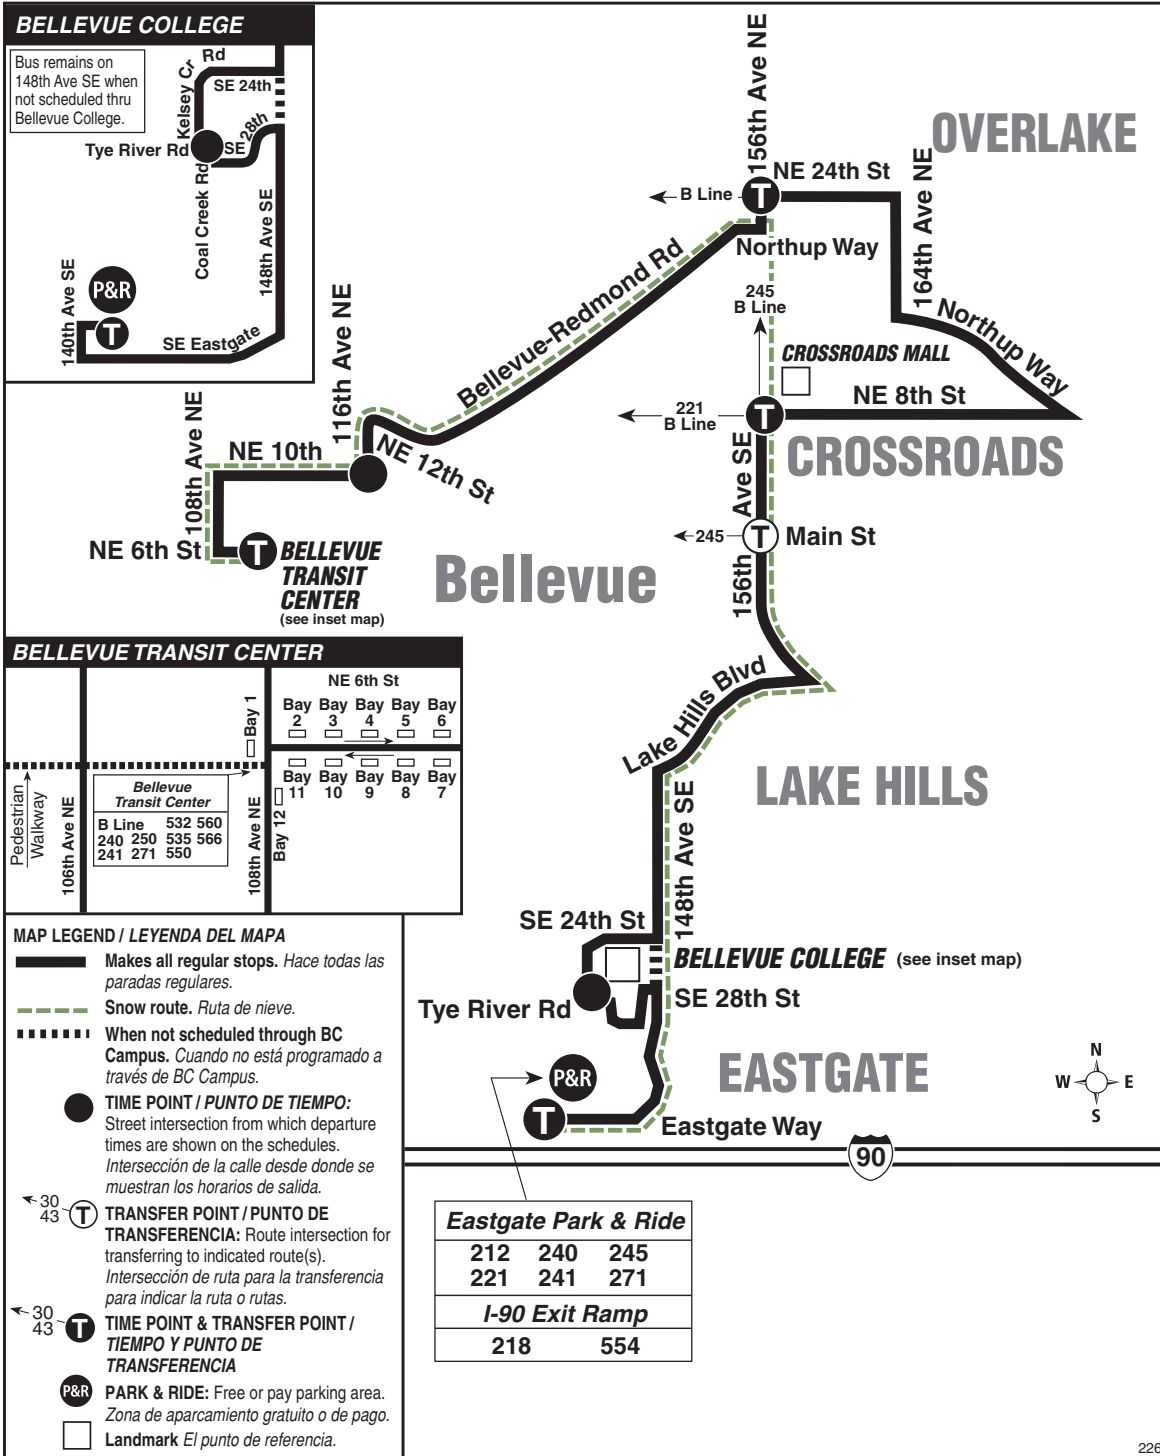 BELLEVUE COLLEGE
Bus remains on
148th Ave SE when
not scheduled thru
Bellevue College.
Kelsey Cr
Rd
SE 24th
SE
28th
Tye River Rd
Coal Creek Rd
148th Ave SE
140th Ave SE
P&R
T
SE Eastgate
156th Ave NE
OVERLAKE
NE 24th St
T
B Line
164th Ave NE
Northup Way
Bellevue-Redmond Rd
245
B Line
Northup Way
CROSSROADS MALL
NE 8th St
221
B Line
T
CROSSROADS
116th Ave NE
108th Ave NE
NE 10th
NE 12th St
NE 6th St
T
BELLEVUE
TRANSIT
CENTER
(see inset map)
Bellevue
156th
Ave SE
245
T
Main St
Lake Hills Blvd
LAKE HILLS
148th Ave SE
SE 24th St
BELLEVUE COLLEGE (see inset map)
SE 28th St
Tye River Rd
P&R
EASTGATE
T
Eastgate Way
N
W
E
S
90
BELLEVUE TRANSIT CENTER
NE 6th St
Bay 1
Bay Bay Bay Bay Bay
2 3 4 5 6
Bay Bay Bay Bay Bay
11 10 9 8 7
Bay 12
Pedestrian
Walkway
106th Ave NE
108th Ave NE
Bellevue
Transit Center
B Line 532 560
240 250 535 566
241 271 550
Eastgate Park & Ride
212 240 245
221 241 271
I-90 Exit Ramp
218 554
MAP LEGEND / LEYENDA DEL MAPA
Makes all regular stops. Hace todas las
paradas regulares.
Snow route. Ruta de nieve.
When not scheduled through BC
Campus. Cuando no está programado a
través de BC Campus.
TIME POINT / PUNTO DE TIEMPO:
Street intersection from which departure
times are shown on the schedules.
Intersección de la calle desde donde se
muestran los horarios de salida.
30
43
T
TRANSFER POINT / PUNTO DE
TRANSFERENCIA: Route intersection for
transferring to indicated route(s).
Intersección de ruta para la transferencia
para indicar la ruta o rutas.
30
43
T
TIME POINT & TRANSFER POINT /
TIEMPO Y PUNTO DE
TRANSFERENCIA
P&R
PARK & RIDE: Free or pay parking area.
Zona de aparcamiento gratuito o de pago.
Landmark El punto de referencia.
226